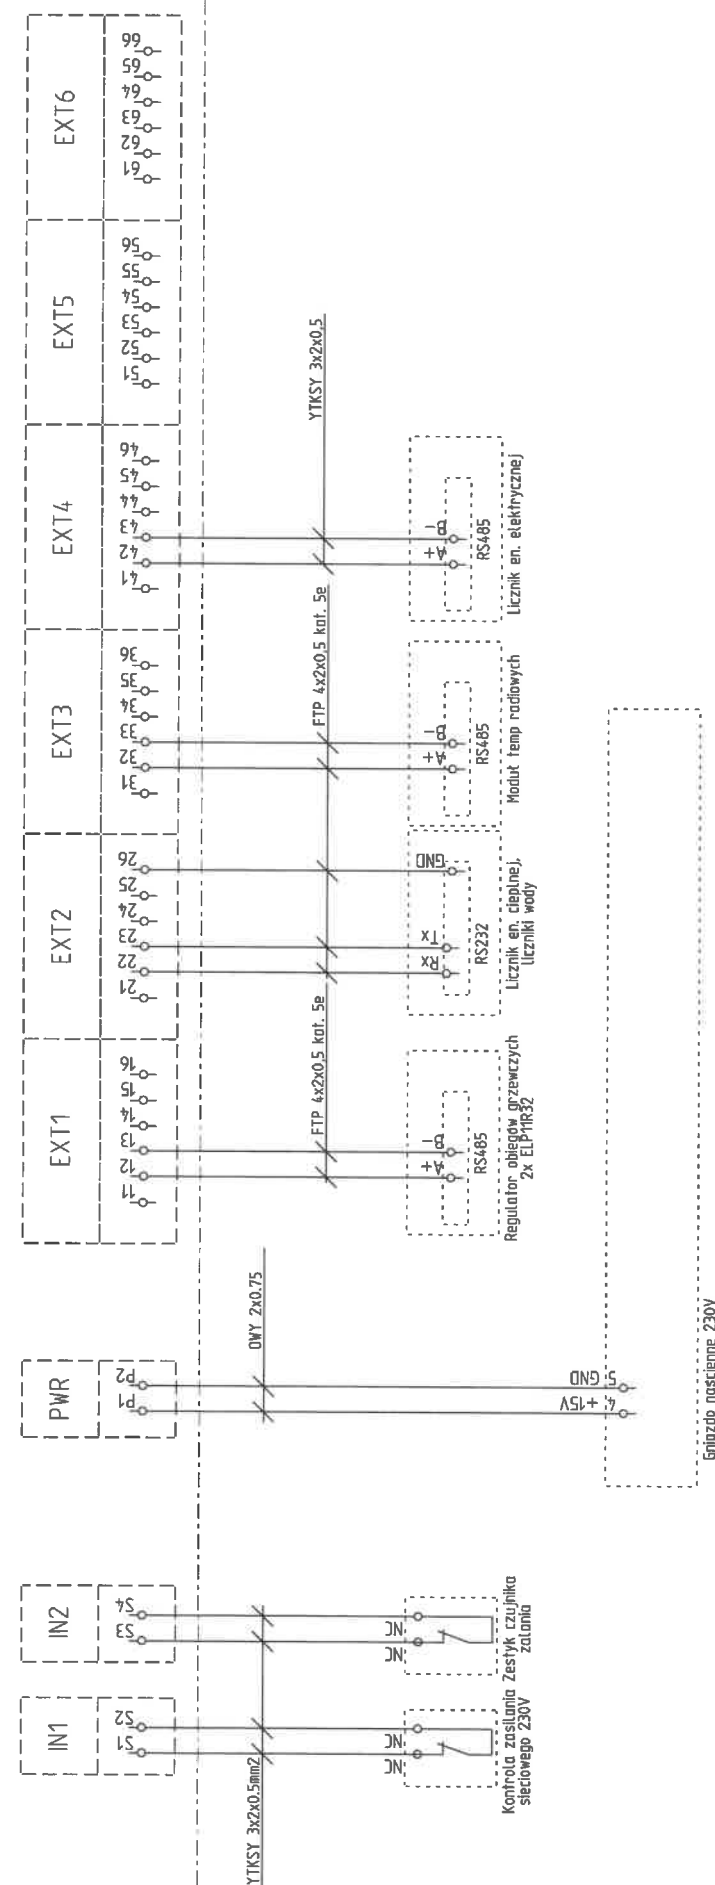 EXT6
66
65
64
63
62
61
EXT5
56
55
54
53
52
51
EXT4
46
45
44
43
42
41
YTKSY 3x2x0,5
B-
A+
RS485
Licznik en. elektrycznej
EXT3
36
35
34
33
32
31
FTP 4x2x0,5 kat. 5e
B-
A+
RS485
Moduł temp radiowych
EXT2
26
25
24
23
22
21
GND
Tx
Rx
RS232
Licznik en. cieplnej,
liczniki wody
EXT1
16
15
14
13
12
11
FTP 4x2x0,5 kat. 5e
B-
A+
RS485
Regulator obiegów grzewczych
2x ELP11R32
PWR
P2
P1
OWY 2x0.75
5 GND
4 +15V
Gniazdo naścienne 230V
IN2
S4
S3
NC
NC
Zestyk czujnika
zalania
IN1
S2
S1
NC
NC
Kontrola zasilania
sieciowego 230V
YTKSY 3x2x0.5mm2